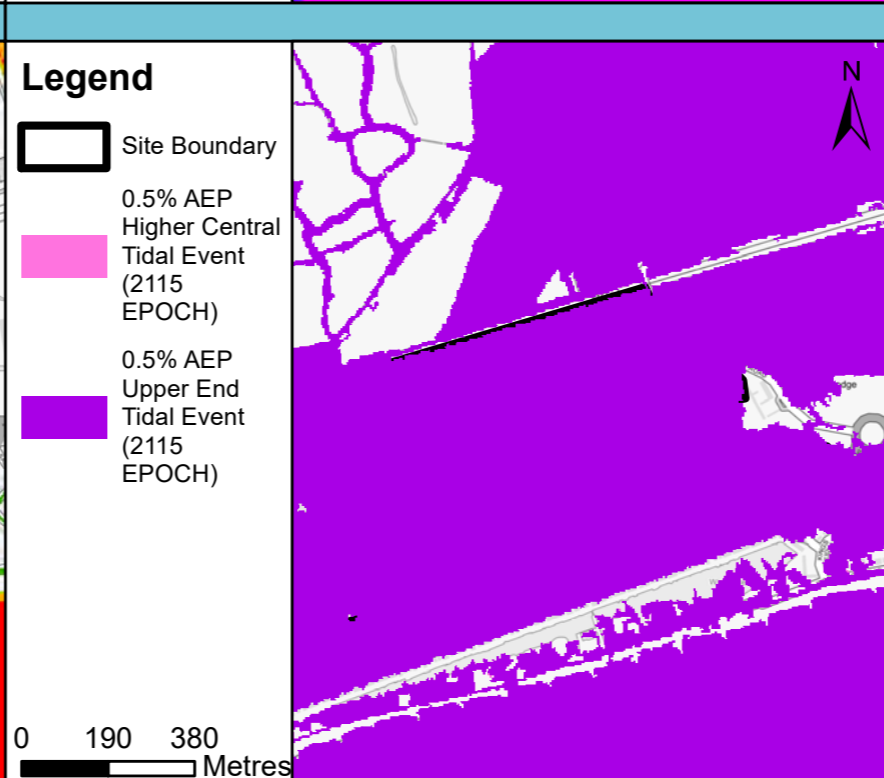 Legend
Site Boundary
0.5% AEP
Higher Central
Tidal Event
(2115
EPOCH)
0.5% AEP
Upper End
Tidal Event
(2115
EPOCH)
0 190 380
Metres
N